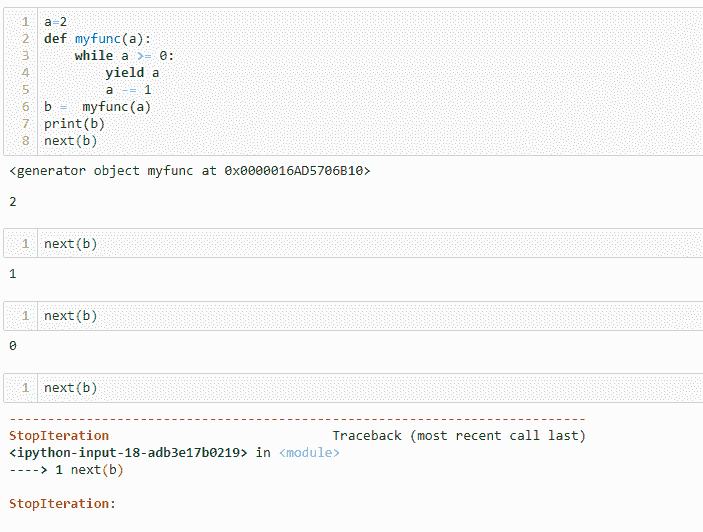 1 a=2
2 def myfunc(a):
3     while a >= 0:
4         yield a
5         a -= 1
6 b =  myfunc(a)
7 print(b)
8 next(b)
<generator object myfunc at 0x0000016AD5706B10>
2
1 next(b)
1
1 next(b)
0
1 next(b)
---------------------------------------------------------------------------
StopIteration                             Traceback (most recent call last)
<ipython-input-18-adb3e17b0219> in <module>
----> 1 next(b)
StopIteration: